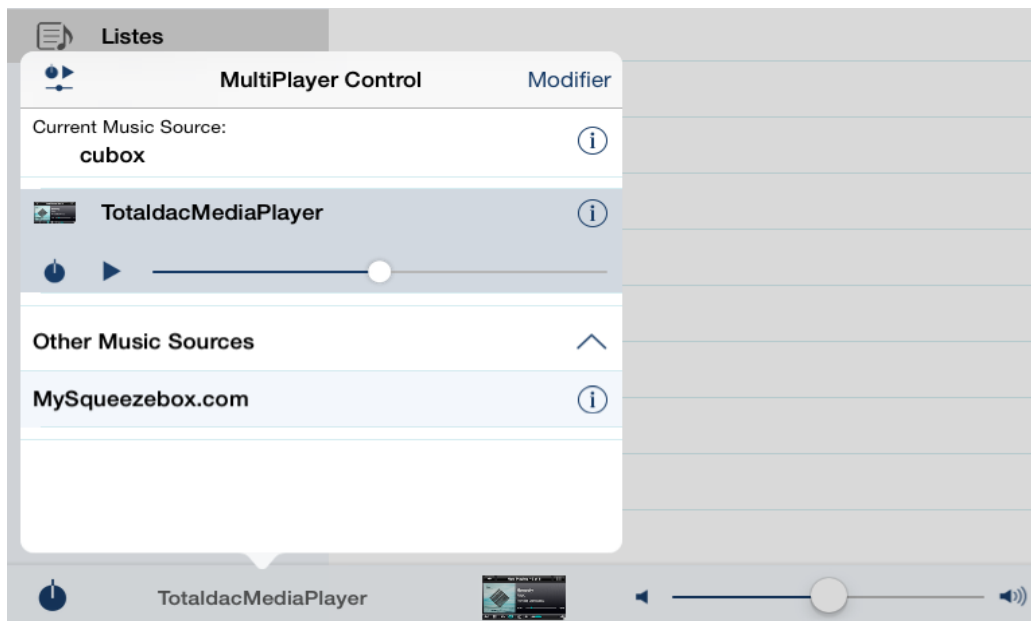 Listes
MultiPlayer Control
Modifier
Current Music Source:
cubox
TotaldacMediaPlayer
Other Music Sources
MySqueezebox.com
TotaldacMediaPlayer